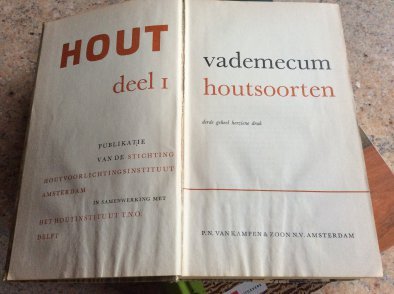 HOUT
deel 1
PUBLIKATIE
VAN DE STICHTING
HOUTVOORLICHTINGSINSTITUUT
AMSTERDAM
IN SAMENWERKING MET
HET HOUTINSTITUUT T.N.O.
DELFT
vademecum
houtsoorten
derde geheel herziene druk
P.N. VAN KAMPEN & ZOON N.V. AMSTERDAM